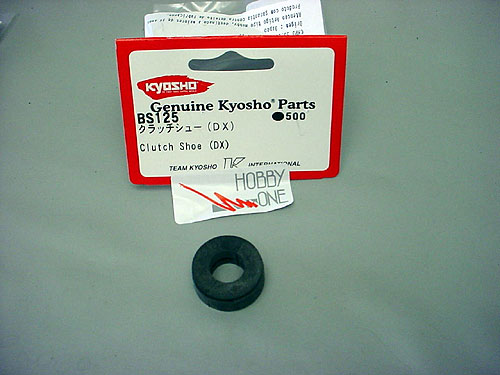 KYOSHO
Genuine Kyosho® Parts
BS125 ●500
クラッチシュー(DX)
Clutch Shoe (DX)
TEAM KYOSHO TK INTERNATIONAL
HOBBY
ONE